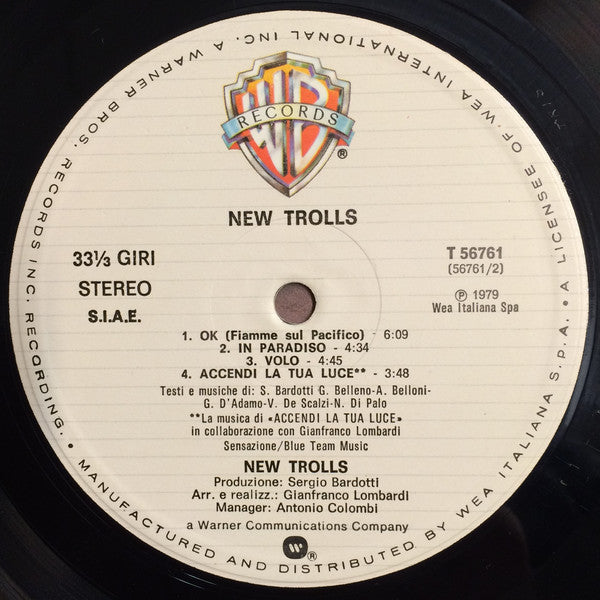 WB
RECORDS
®
NEW TROLLS
33⅓ GIRI
STEREO
S.I.A.E.
T 56761
(56761/2)
℗ 1979
Wea Italiana Spa
1. OK (Fiamme sul Pacifico) - 6:09
2. IN PARADISO - 4:34
3. VOLO - 4:45
4. ACCENDI LA TUA LUCE** - 3:48
Testi e musiche di: S. Bardotti G. Belleno-A. Belloni-
G. D'Adamo-V. De Scalzi-N. Di Palo
**La musica di «ACCENDI LA TUA LUCE»
in collaborazione con Gianfranco Lombardi
Sensazione/Blue Team Music
NEW TROLLS
Produzione: Sergio Bardotti
Arr. e realizz.: Gianfranco Lombardi
Manager: Antonio Colombi
a Warner Communications Company
®
• MANUFACTURED AND DISTRIBUTED BY WEA ITALIANA S.P.A. • A LICENSEE OF WEA INTERNATIONAL INC. A WARNER BROS. RECORDS INC. RECORDING.